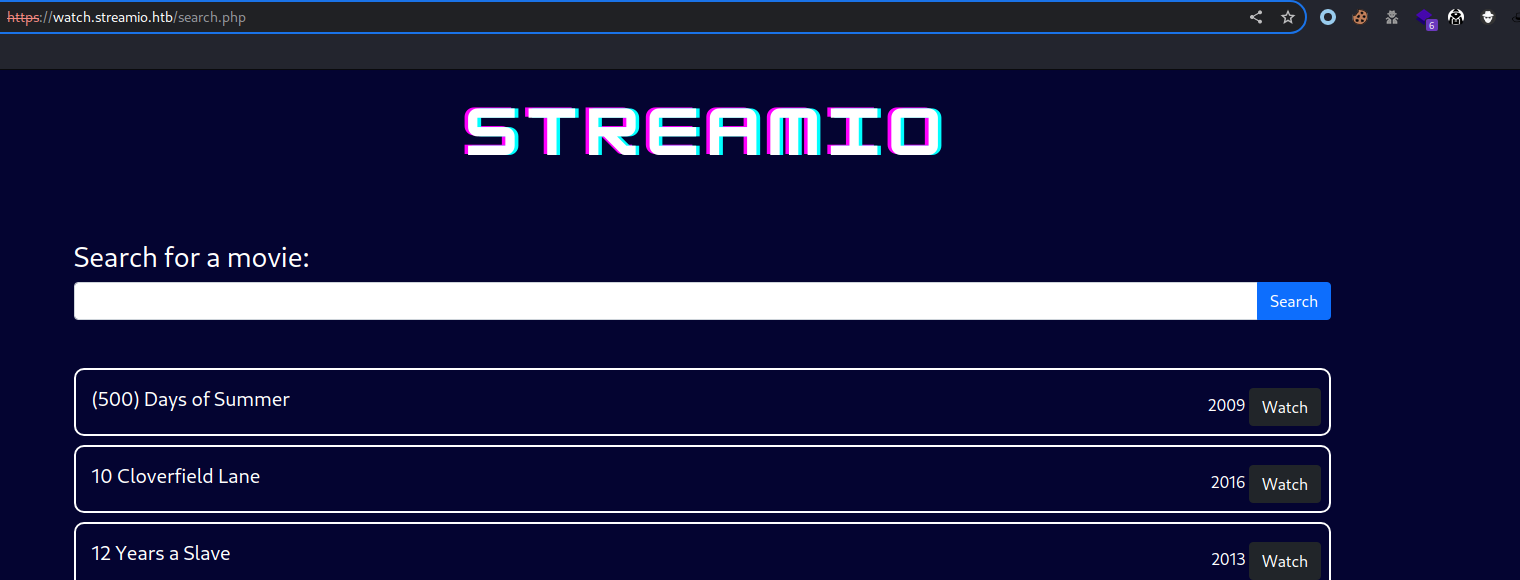 https://watch.streamio.htb/search.php
6
STREAMIO
Search for a movie:
Search
(500) Days of Summer 2009 Watch
10 Cloverfield Lane 2016 Watch
12 Years a Slave 2013 Watch